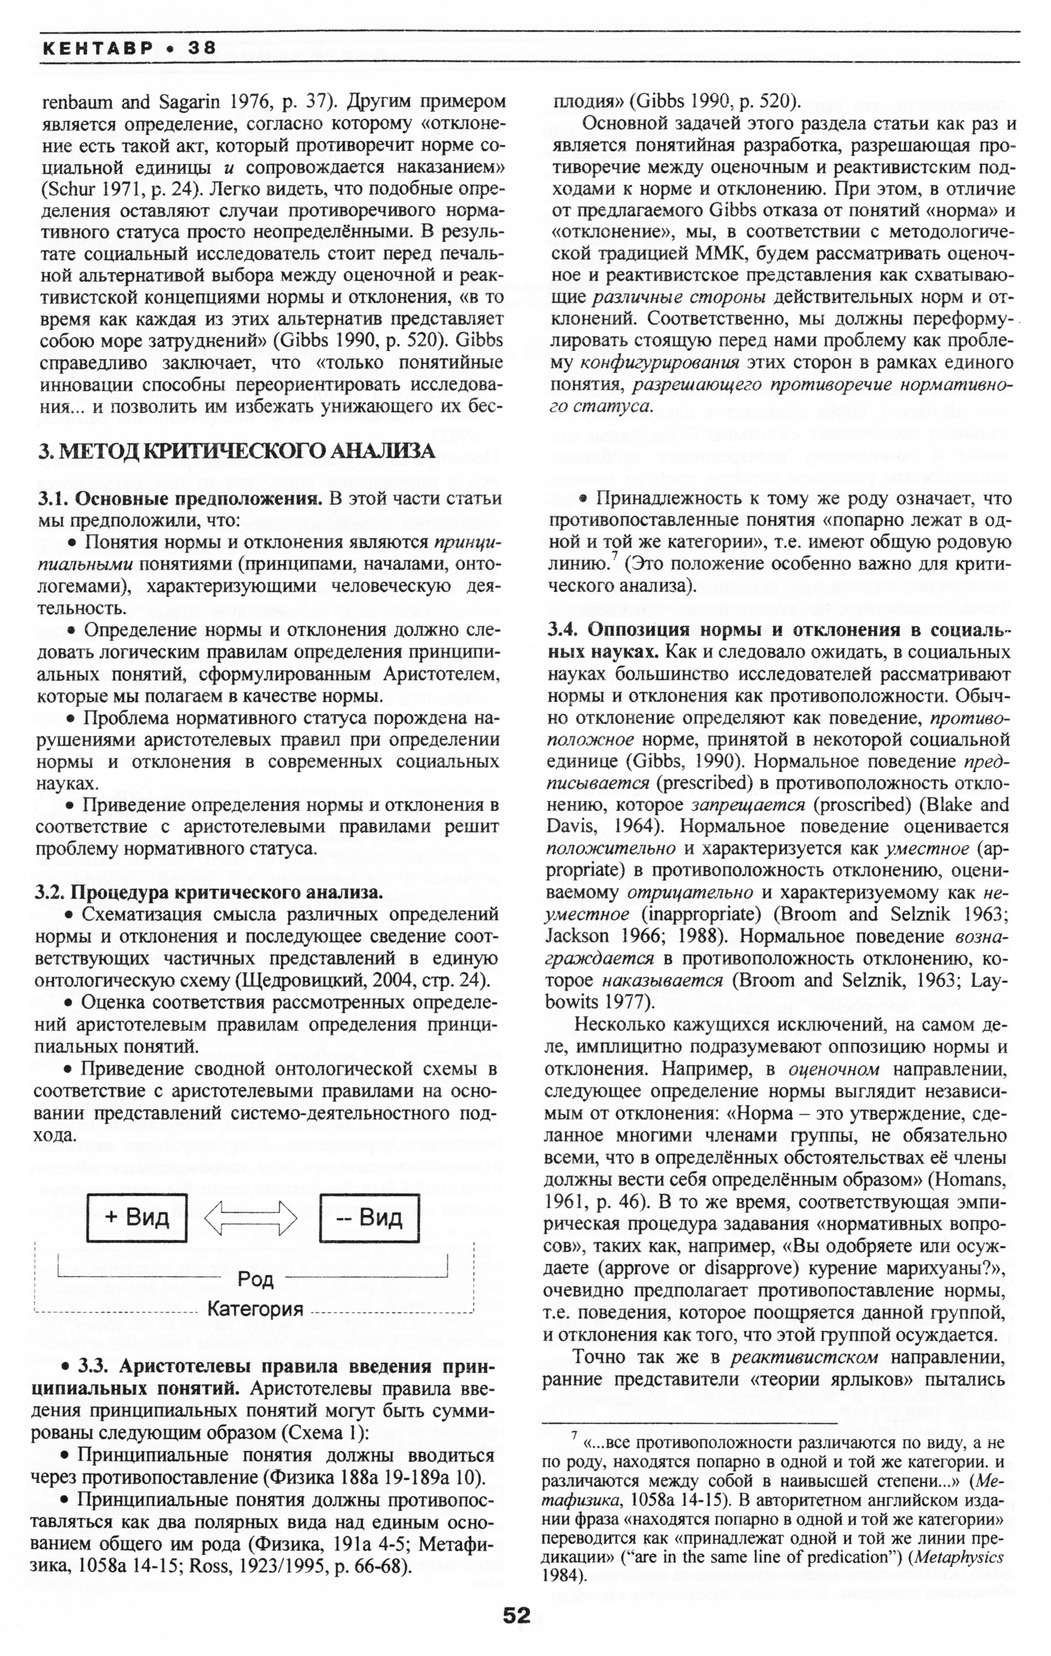 КЕНТАВР • 38
renbaum and Sagarin 1976, p. 37). Другим примером
является определение, согласно которому «отклоне-
ние есть такой акт, который противоречит норме со-
циальной единицы и сопровождается наказанием»
(Schur 1971, p. 24). Легко видеть, что подобные опре-
деления оставляют случаи противоречивого норма-
тивного статуса просто неопределёнными. В резуль-
тате социальный исследователь стоит перед печаль-
ной альтернативой выбора между оценочной и реак-
тивистской концепциями нормы и отклонения, «в то
время как каждая из этих альтернатив представляет
собою море затруднений» (Gibbs 1990, p. 520). Gibbs
справедливо заключает, что «только понятийные
инновации способны переориентировать исследова-
ния... и позволить им избежать унижающего их бес-
плодия» (Gibbs 1990, p. 520).
Основной задачей этого раздела статьи как раз и
является понятийная разработка, разрешающая про-
тиворечие между оценочным и реактивистским под-
ходами к норме и отклонению. При этом, в отличие
от предлагаемого Gibbs отказа от понятий «норма» и
«отклонение», мы, в соответствии с методологиче-
ской традицией ММК, будем рассматривать оценоч-
ное и реактивистское представления как схватываю-
щие различные стороны действительных норм и от-
клонений. Соответственно, мы должны переформу-
лировать стоящую перед нами проблему как пробле-
му конфигурирования этих сторон в рамках единого
понятия, разрешающего противоречие нормативно-
го статуса.
3. МЕТОД КРИТИЧЕСКОГО АНАЛИЗА
3.1. Основные предположения. В этой части статьи
мы предположили, что:
• Понятия нормы и отклонения являются принци-
пиальными понятиями (принципами, началами, онто-
логемами), характеризующими человеческую дея-
тельность.
• Определение нормы и отклонения должно сле-
довать логическим правилам определения принципи-
альных понятий, сформулированным Аристотелем,
которые мы полагаем в качестве нормы.
• Проблема нормативного статуса порождена на-
рушениями аристотелевых правил при определении
нормы и отклонения в современных социальных
науках.
• Приведение определения нормы и отклонения в
соответствие с аристотелевыми правилами решит
проблему нормативного статуса.
3.2. Процедура критического анализа.
• Схематизация смысла различных определений
нормы и отклонения и последующее сведение соот-
ветствующих частичных представлений в единую
онтологическую схему (Щедровицкий, 2004, стр. 24).
• Оценка соответствия рассмотренных определе-
ний аристотелевым правилам определения принци-
пиальных понятий.
• Приведение сводной онтологической схемы в
соответствие с аристотелевыми правилами на осно-
вании представлений системо-деятельностного под-
хода.
+ Вид
-- Вид
Род
Категория
• 3.3. Аристотелевы правила введения прин-
ципиальных понятий. Аристотелевы правила вве-
дения принципиальных понятий могут быть сумми-
рованы следующим образом (Схема 1):
• Принципиальные понятия должны вводиться
через противопоставление (Физика 188a 19-189a 10).
• Принципиальные понятия должны противопос-
тавляться как два полярных вида над единым осно-
ванием общего им рода (Физика, 191a 4-5; Метафи-
зика, 1058a 14-15; Ross, 1923/1995, p. 66-68).
• Принадлежность к тому же роду означает, что
противопоставленные понятия «попарно лежат в од-
ной и той же категории», т.е. имеют общую родовую
линию.7 (Это положение особенно важно для крити-
ческого анализа).
3.4. Оппозиция нормы и отклонения в социаль-
ных науках. Как и следовало ожидать, в социальных
науках большинство исследователей рассматривают
нормы и отклонения как противоположности. Обыч-
но отклонение определяют как поведение, противо-
положное норме, принятой в некоторой социальной
единице (Gibbs, 1990). Нормальное поведение пред-
писывается (prescribed) в противоположность откло-
нению, которое запрещается (proscribed) (Blake and
Davis, 1964). Нормальное поведение оценивается
положительно и характеризуется как уместное (ap-
propriate) в противоположность отклонению, оцени-
ваемому отрицательно и характеризуемому как не-
уместное (inappropriate) (Broom and Selznik 1963;
Jackson 1966; 1988). Нормальное поведение возна-
граждается в противоположность отклонению, ко-
торое наказывается (Broom and Selznik, 1963; Lay-
bowits 1977).
Несколько кажущихся исключений, на самом де-
ле, имплицитно подразумевают оппозицию нормы и
отклонения. Например, в оценочном направлении,
следующее определение нормы выглядит независи-
мым от отклонения: «Норма – это утверждение, сде-
ланное многими членами группы, не обязательно
всеми, что в определённых обстоятельствах её члены
должны вести себя определённым образом» (Homans,
1961, p. 46). В то же время, соответствующая эмпи-
рическая процедура задавания «нормативных вопро-
сов», таких как, например, «Вы одобряете или осуж-
даете (approve or disapprove) курение марихуаны?»,
очевидно предполагает противопоставление нормы,
т.е. поведения, которое поощряется данной группой,
и отклонения как того, что этой группой осуждается.
Точно так же в реактивистском направлении,
ранние представители «теории ярлыков» пытались
7 «...все противоположности различаются по виду, а не
по роду, находятся попарно в одной и той же категории. и
различаются между собой в наивысшей степени...» (Ме-
тафизика, 1058a 14-15). В авторитетном английском изда-
нии фраза «находятся попарно в одной и той же категории»
переводится как «принадлежат одной и той же линии пре-
дикации» (“are in the same line of predication”) (Metaphysics
1984).
52